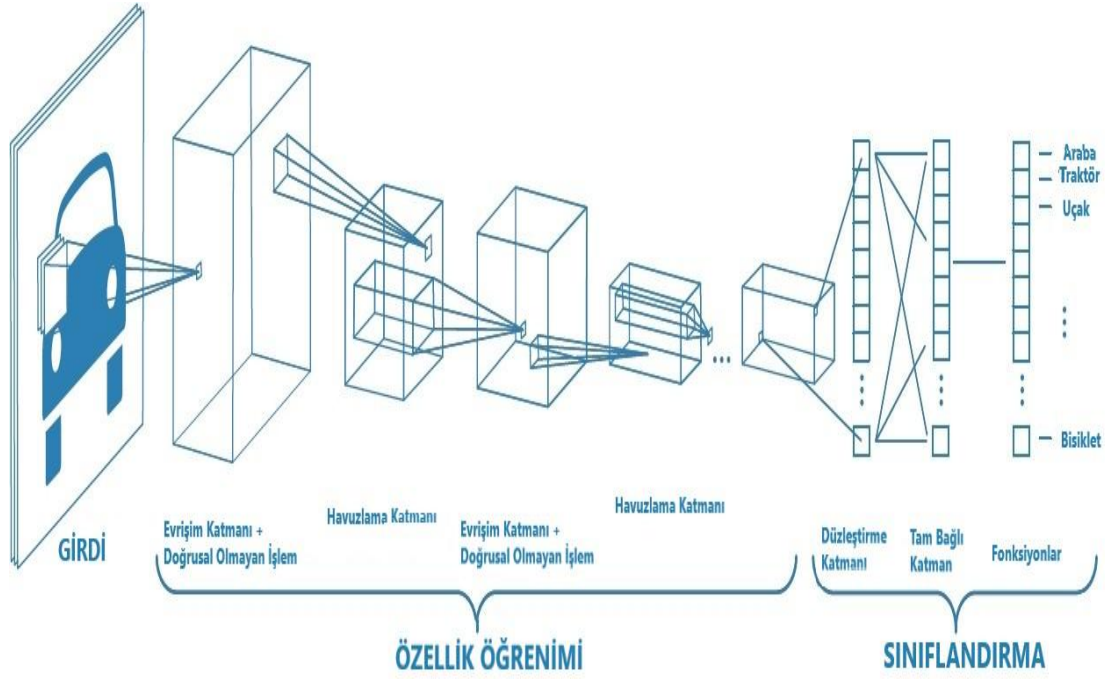 Araba
Traktör
Uçak
Bisiklet
GİRDİ
Evrişim Katmanı +
Doğrusal Olmayan İşlem
Havuzlama Katmanı
Evrişim Katmanı +
Doğrusal Olmayan İşlem
Havuzlama Katmanı
Düzleştirme
Katmanı
Tam Bağlı
Katman
Fonksiyonlar
ÖZELLİK ÖĞRENİMİ
SINIFLANDIRMA